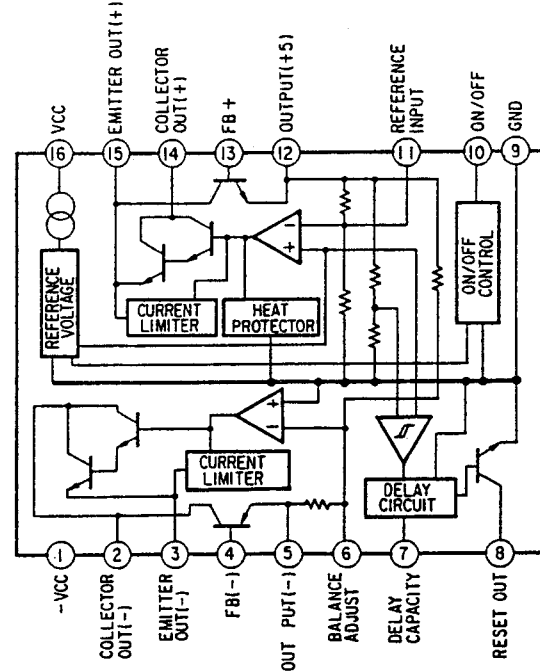 VCC
EMITTER OUT(+)
COLLECTOR
OUT(+)
FB+
OUTPUT(+5)
REFERENCE
INPUT
ON/OFF
GND
16
15
14
13
12
11
10
9
-
+
REFERENCE
VOLTAGE
CURRENT
LIMITER
HEAT
PROTECTOR
ON/OFF
CONTROL
+
-
CURRENT
LIMITER
DELAY
CIRCUIT
1
2
3
4
5
6
7
8
-VCC
COLLECTOR
OUT(-)
EMITTER
OUT(-)
FB(-)
OUT PUT(-)
BALANCE
ADJUST
DELAY
CAPACITY
RESET OUT